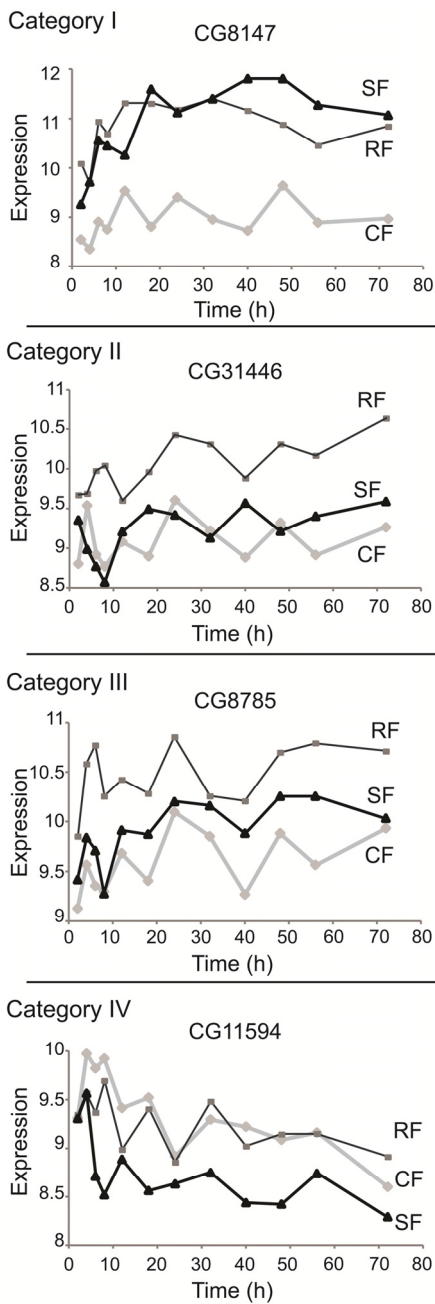 Category I
CG8147
12
11
10
9
8
Expression
SF
RF
CF
0 10 20 30 40 50 60 70 80
Time (h)
Category II
CG31446
11
10.5
10
9.5
9
8.5
Expression
RF
SF
CF
0 10 20 30 40 50 60 70 80
Time (h)
Category III
CG8785
11
10.5
10
9.5
9
Expression
RF
SF
CF
0 10 20 30 40 50 60 70 80
Time (h)
Category IV
CG11594
10
9.5
9
8.5
8
Expression
RF
CF
SF
0 10 20 30 40 50 60 70 80
Time (h)